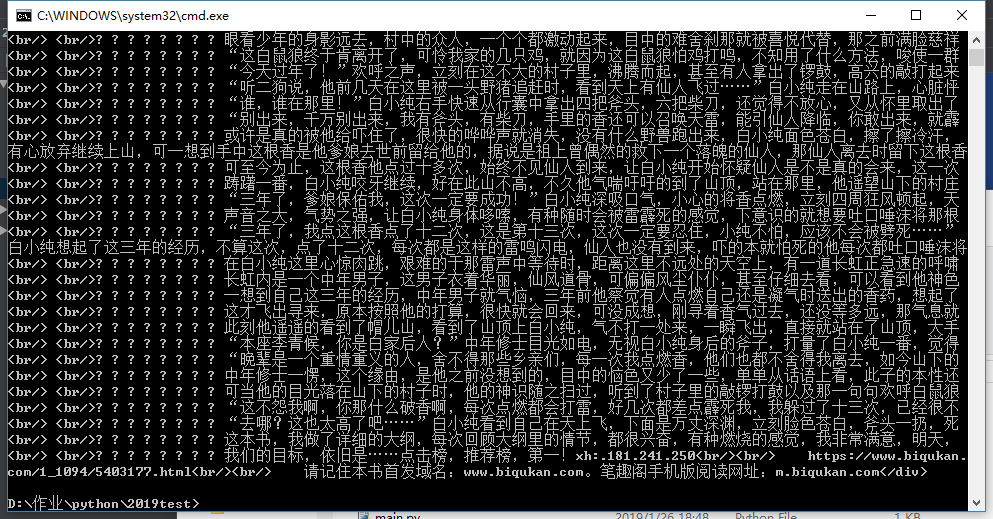 C:\WINDOWS\system32\cmd.exe
<br/> <br/>? ? ? ? ? ? ? ? 眼看少年的身影远去，村中的众人，一个个都激动起来，目中的难舍刹那就被喜悦代替，那之前满脸慈祥
<br/> <br/>? ? ? ? ? ? ? ? “这白鼠狼终于肯离开了，可怜我家的几只鸡，就因为这白鼠狼怕鸡打鸣，不知用了什么方法，唆使一群
<br/> <br/>? ? ? ? ? ? ? ? “今天过年了！”欢呼之声，立刻在这不大的村子里，沸腾而起，甚至有人拿出了锣鼓，高兴的敲打起来
<br/> <br/>? ? ? ? ? ? ? ? “听二狗说，他前几天在这里被一头野猪追赶时，看到天上有仙人飞过……”白小纯走在山路上，心脏怦
<br/> <br/>? ? ? ? ? ? ? ? “谁，谁在那里！”白小纯右手快速从行囊中拿出四把斧头，六把柴刀，还觉得不放心，又从怀里取出了
<br/> <br/>? ? ? ? ? ? ? ? “别出来，千万别出来，我有斧头，有柴刀，手里的香还可以召唤天雷，能引仙人降临，你敢出来，就霹
<br/> <br/>? ? ? ? ? ? ? ? 或许是真的被他给吓住了，很快的哗哗声就消失，没有什么野兽跑出来，白小纯面色苍白，擦了擦冷汗，
有心放弃继续上山，可一想到手中这根香是他爹娘去世前留给他的，据说是祖上曾偶然的救下一个落魄的仙人，那仙人离去时留下这根香
<br/> <br/>? ? ? ? ? ? ? ? 可至今为止，这根香他点过十多次，始终不见仙人到来，让白小纯开始怀疑仙人是不是真的会来，这一次
<br/> <br/>? ? ? ? ? ? ? ? 踌躇一番，白小纯咬牙继续，好在此山不高，不久他气喘吁吁的到了山顶，站在那里，他遥望山下的村庄
<br/> <br/>? ? ? ? ? ? ? ? “三年了，爹娘保佑我，这次一定要成功！”白小纯深吸口气，小心的将香点燃，立刻四周狂风顿起，天
<br/> <br/>? ? ? ? ? ? ? ? 声音之大，气势之强，让白小纯身体哆嗦，有种随时会被雷霹死的感觉，下意识的就想要吐口唾沫将那根
<br/> <br/>? ? ? ? ? ? ? ? “三年了，我点这根香点了十二次，这是第十三次，这次一定要忍住，小纯不怕，应该不会被劈死……”
白小纯想起了这三年的经历，不算这次，点了十二次，每次都是这样的雷鸣闪电，仙人也没有到来，吓的本就怕死的他每次都吐口唾沫将
<br/> <br/>? ? ? ? ? ? ? ? 在白小纯这里心惊肉跳，艰难的于那雷声中等待时，距离这里不远处的天空上，有一道长虹正急速的呼啸
<br/> <br/>? ? ? ? ? ? ? ? 长虹内是一个中年男子，这男子衣着华丽，仙风道骨，可偏偏风尘仆仆，甚至仔细去看，可以看到他神色
<br/> <br/>? ? ? ? ? ? ? ? 一想到自己这三年的经历，中年男子就气恼，三年前他察觉有人点燃自己还是凝气时送出的香药，想起了
<br/> <br/>? ? ? ? ? ? ? ? 这才飞出寻来，原本按照他的打算，很快就会回来，可没成想，刚寻着香气过去，还没等多远，那气息就
<br/> <br/>? ? ? ? ? ? ? ? 此刻他遥遥的看到了帽儿山，看到了山顶上白小纯，气不打一处来，一瞬飞出，直接就站在了山顶，大手
<br/> <br/>? ? ? ? ? ? ? ? “本座李青候，你是白家后人？”中年修士目光如电，无视白小纯身后的斧子，打量了白小纯一番，觉得
<br/> <br/>? ? ? ? ? ? ? ? “晚辈是一个重情重义的人，舍不得那些乡亲们，每一次我点燃香，他们也都不舍得我离去，如今山下的
<br/> <br/>? ? ? ? ? ? ? ? 中年修士一愣，这个缘由，是他之前没想到的，目中的恼色又少了一些，单单从话语上看，此子的本性还
<br/> <br/>? ? ? ? ? ? ? ? 可当他的目光落在山下的村子时，他的神识随之扫过，听到了村子里的敲锣打鼓以及那一句句欢呼白鼠狼
<br/> <br/>? ? ? ? ? ? ? ? “这不怨我啊，你那什么破香啊，每次点燃都会打雷，好几次都差点霹死我，我躲过了十三次，已经很不
<br/> <br/>? ? ? ? ? ? ? ? “去哪？这也太高了吧……”白小纯看到自己在天上飞，下面是万丈深渊，立刻脸色苍白，斧头一扔，死
<br/> <br/>? ? ? ? ? ? ? ? 这本书，我做了详细的大纲，每次回顾大纲里的情节，都很兴奋，有种燃烧的感觉，我非常满意，明天，
<br/> <br/>? ? ? ? ? ? ? ? 我们的目标，依旧是……点击榜，推荐榜，第一！xh:.181.241.250<br/><br/> https://www.biqukan.
com/1_1094/5403177.html<br/><br/> 请记住本书首发域名：www.biqukan.com。笔趣阁手机版阅读网址：m.biqukan.com</div>
D:\作业\python\2019test>
main.py 2019/1/26 18:48 Python File 1 KB